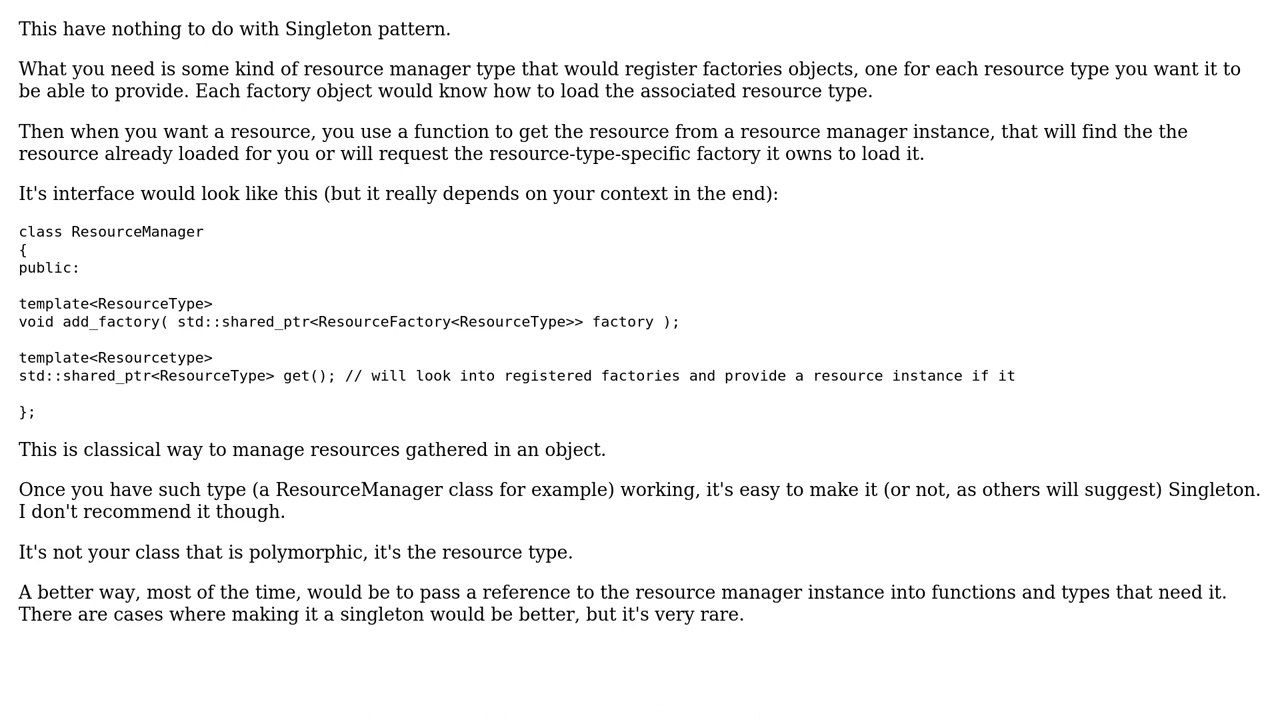 This have nothing to do with Singleton pattern.
What you need is some kind of resource manager type that would register factories objects, one for each resource type you want it to
be able to provide. Each factory object would know how to load the associated resource type.
Then when you want a resource, you use a function to get the resource from a resource manager instance, that will find the the
resource already loaded for you or will request the resource-type-specific factory it owns to load it.
It's interface would look like this (but it really depends on your context in the end):
class ResourceManager
{
public:
template<ResourceType>
void add_factory( std::shared_ptr<ResourceFactory<ResourceType>> factory );
template<Resourcetype>
std::shared_ptr<ResourceType> get(); // will look into registered factories and provide a resource instance if it
};
This is classical way to manage resources gathered in an object.
Once you have such type (a ResourceManager class for example) working, it's easy to make it (or not, as others will suggest) Singleton.
I don't recommend it though.
It's not your class that is polymorphic, it's the resource type.
A better way, most of the time, would be to pass a reference to the resource manager instance into functions and types that need it.
There are cases where making it a singleton would be better, but it's very rare.